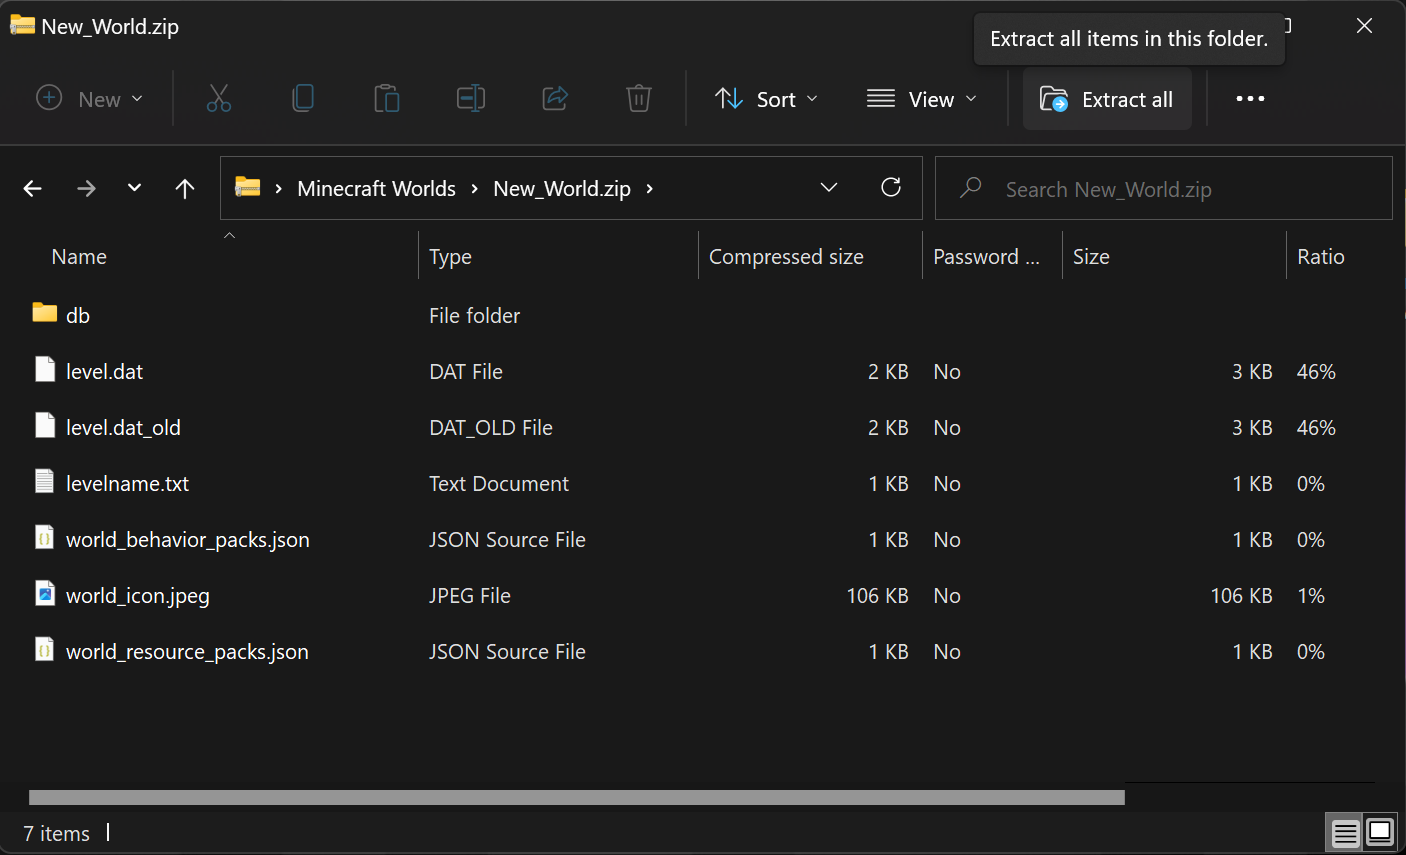 New_World.zip
Extract all items in this folder.
New Sort View Extract all
Minecraft Worlds New_World.zip Search New_World.zip
Name Type Compressed size Password ... Size Ratio
db File folder
level.dat DAT File 2 KB No 3 KB 46%
level.dat_old DAT_OLD File 2 KB No 3 KB 46%
levelname.txt Text Document 1 KB No 1 KB 0%
world_behavior_packs.json JSON Source File 1 KB No 1 KB 0%
world_icon.jpeg JPEG File 106 KB No 106 KB 1%
world_resource_packs.json JSON Source File 1 KB No 1 KB 0%
7 items